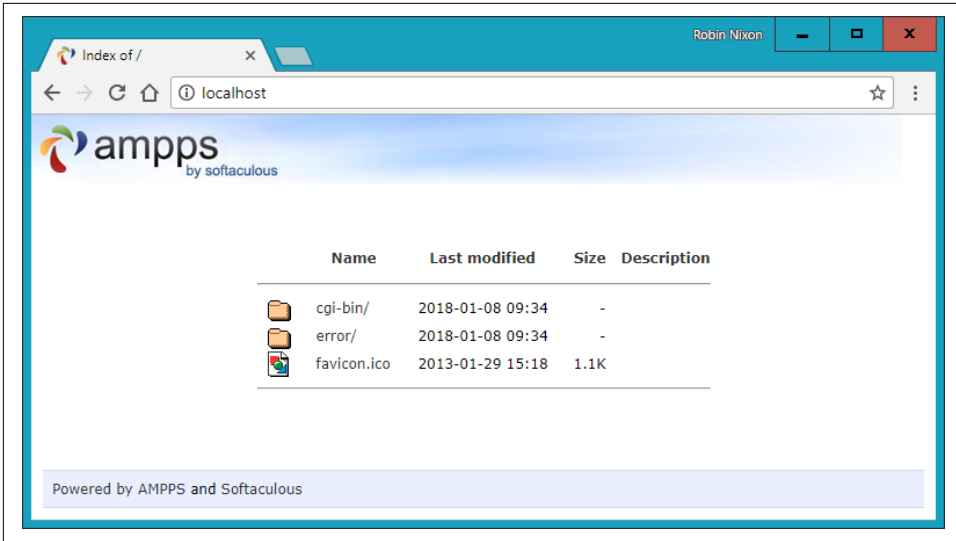 Robin Nixon
Index of /
localhost
ampps
by softaculous
Name Last modified Size Description
cgi-bin/ 2018-01-08 09:34 -
error/ 2018-01-08 09:34 -
favicon.ico 2013-01-29 15:18 1.1K
Powered by AMPPS and Softaculous